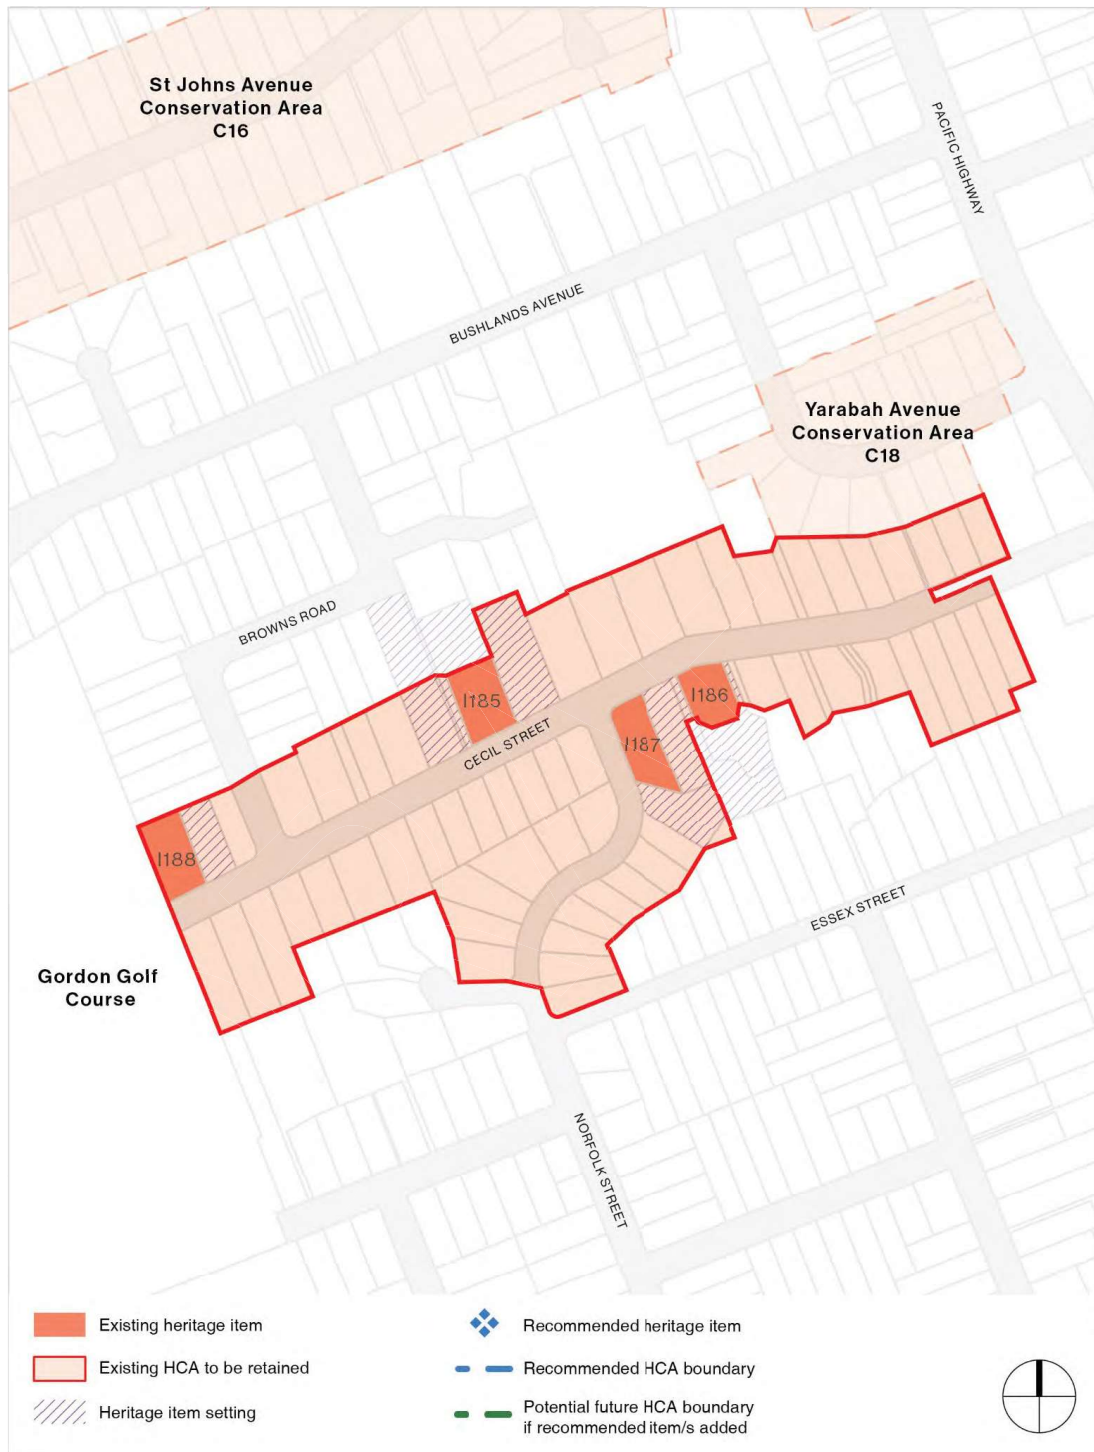 St Johns Avenue
Conservation Area
C16
PACIFIC HIGHWAY
BUSHLANDS AVENUE
Yarabah Avenue
Conservation Area
C18
BROWNS ROAD
I185
I186
CECIL STREET
I187
I188
ESSEX STREET
Gordon Golf
Course
NORFOLK STREET
Existing heritage item
Existing HCA to be retained
Heritage item setting
Recommended heritage item
Recommended HCA boundary
Potential future HCA boundary
if recommended item/s added